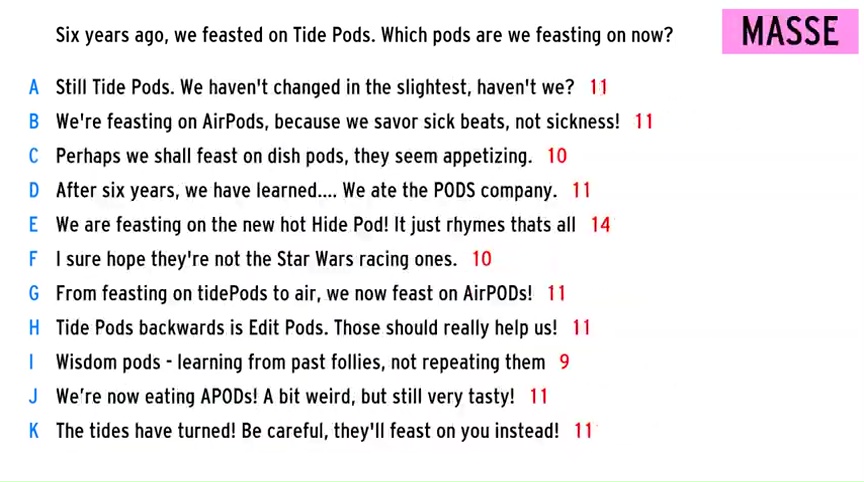 Six years ago, we feasted on Tide Pods. Which pods are we feasting on now?
MASSE
A Still Tide Pods. We haven't changed in the slightest, haven't we? 11
B We're feasting on AirPods, because we savor sick beats, not sickness! 11
C Perhaps we shall feast on dish pods, they seem appetizing. 10
D After six years, we have learned.... We ate the PODS company. 11
E We are feasting on the new hot Hide Pod! It just rhymes thats all 14
F I sure hope they're not the Star Wars racing ones. 10
G From feasting on tidePods to air, we now feast on AirPODs! 11
H Tide Pods backwards is Edit Pods. Those should really help us! 11
I Wisdom pods - learning from past follies, not repeating them 9
J We’re now eating APODs! A bit weird, but still very tasty! 11
K The tides have turned! Be careful, they'll feast on you instead! 11